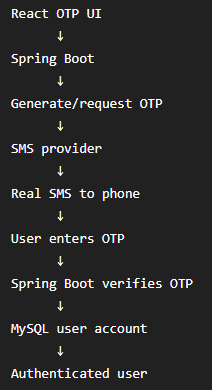 React OTP UI
↓
Spring Boot
↓
Generate/request OTP
↓
SMS provider
↓
Real SMS to phone
↓
User enters OTP
↓
Spring Boot verifies OTP
↓
MySQL user account
↓
Authenticated user